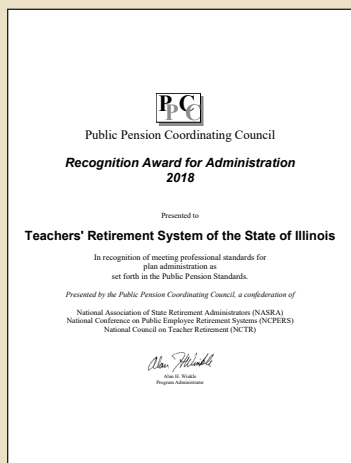 PPCC
Public Pension Coordinating Council
Recognition Award for Administration
2018
Presented to
Teachers' Retirement System of the State of Illinois
In recognition of meeting professional standards for
plan administration as
set forth in the Public Pension Standards.
Presented by the Public Pension Coordinating Council, a confederation of
National Association of State Retirement Administrators (NASRA)
National Conference on Public Employee Retirement Systems (NCPERS)
National Council on Teacher Retirement (NCTR)
Alan H. Winkle
Alan H. Winkle
Program Administrator